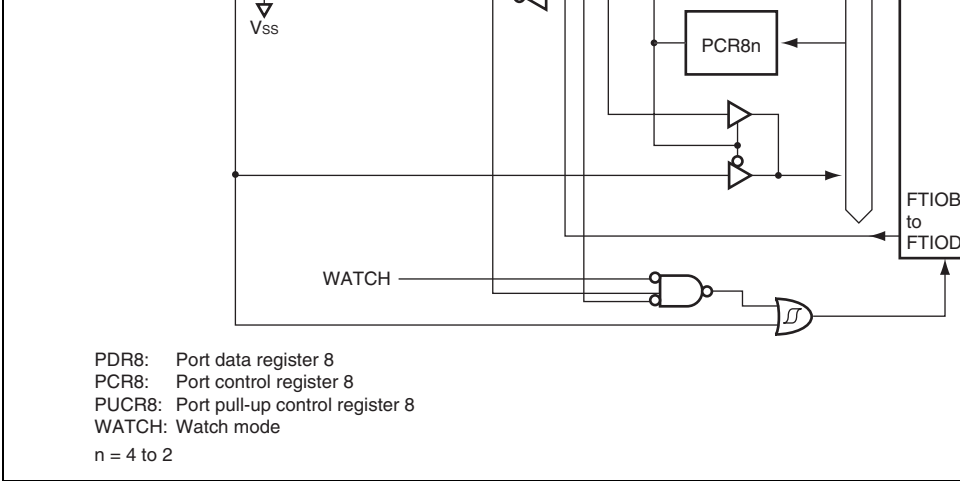 Vss
PCR8n
FTIOB
to
FTIOD
WATCH
PDR8: Port data register 8
PCR8: Port control register 8
PUCR8: Port pull-up control register 8
WATCH: Watch mode
n = 4 to 2